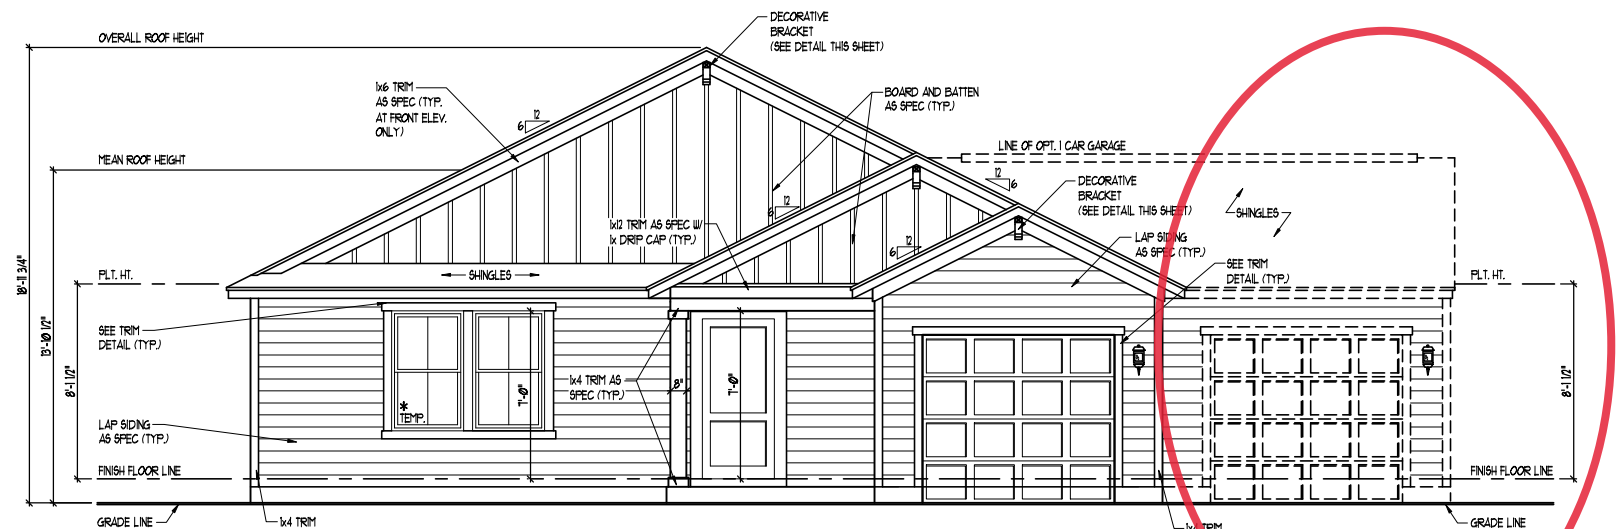 DECORATIVE
BRACKET
(SEE DETAIL THIS SHEET)
OVERALL ROOF HEIGHT
1x6 TRIM
AS SPEC (TYP.
AT FRONT ELEV.
ONLY)
12
6
BOARD AND BATTEN
AS SPEC (TYP.)
MEAN ROOF HEIGHT
LINE OF OPT. 1 CAR GARAGE
12
6
DECORATIVE
BRACKET
(SEE DETAIL THIS SHEET)
12
6
SHINGLES
1x12 TRIM AS SPEC W/
1x DRIP CAP (TYP.)
12
6
LAP SIDING
AS SPEC (TYP.)
SEE TRIM
DETAIL (TYP.)
18'-11 3/4"
PLT. HT.
SHINGLES
PLT. HT.
SEE TRIM
DETAIL (TYP.)
13'-10 1/2"
8'-1 1/2"
7'-0"
1x4 TRIM AS
SPEC (TYP.)
8"
7'-0"
8'-1 1/2"
*
TEMP.
LAP SIDING
AS SPEC (TYP.)
FINISH FLOOR LINE
FINISH FLOOR LINE
GRADE LINE
1x4 TRIM
1x4 TRIM
GRADE LINE